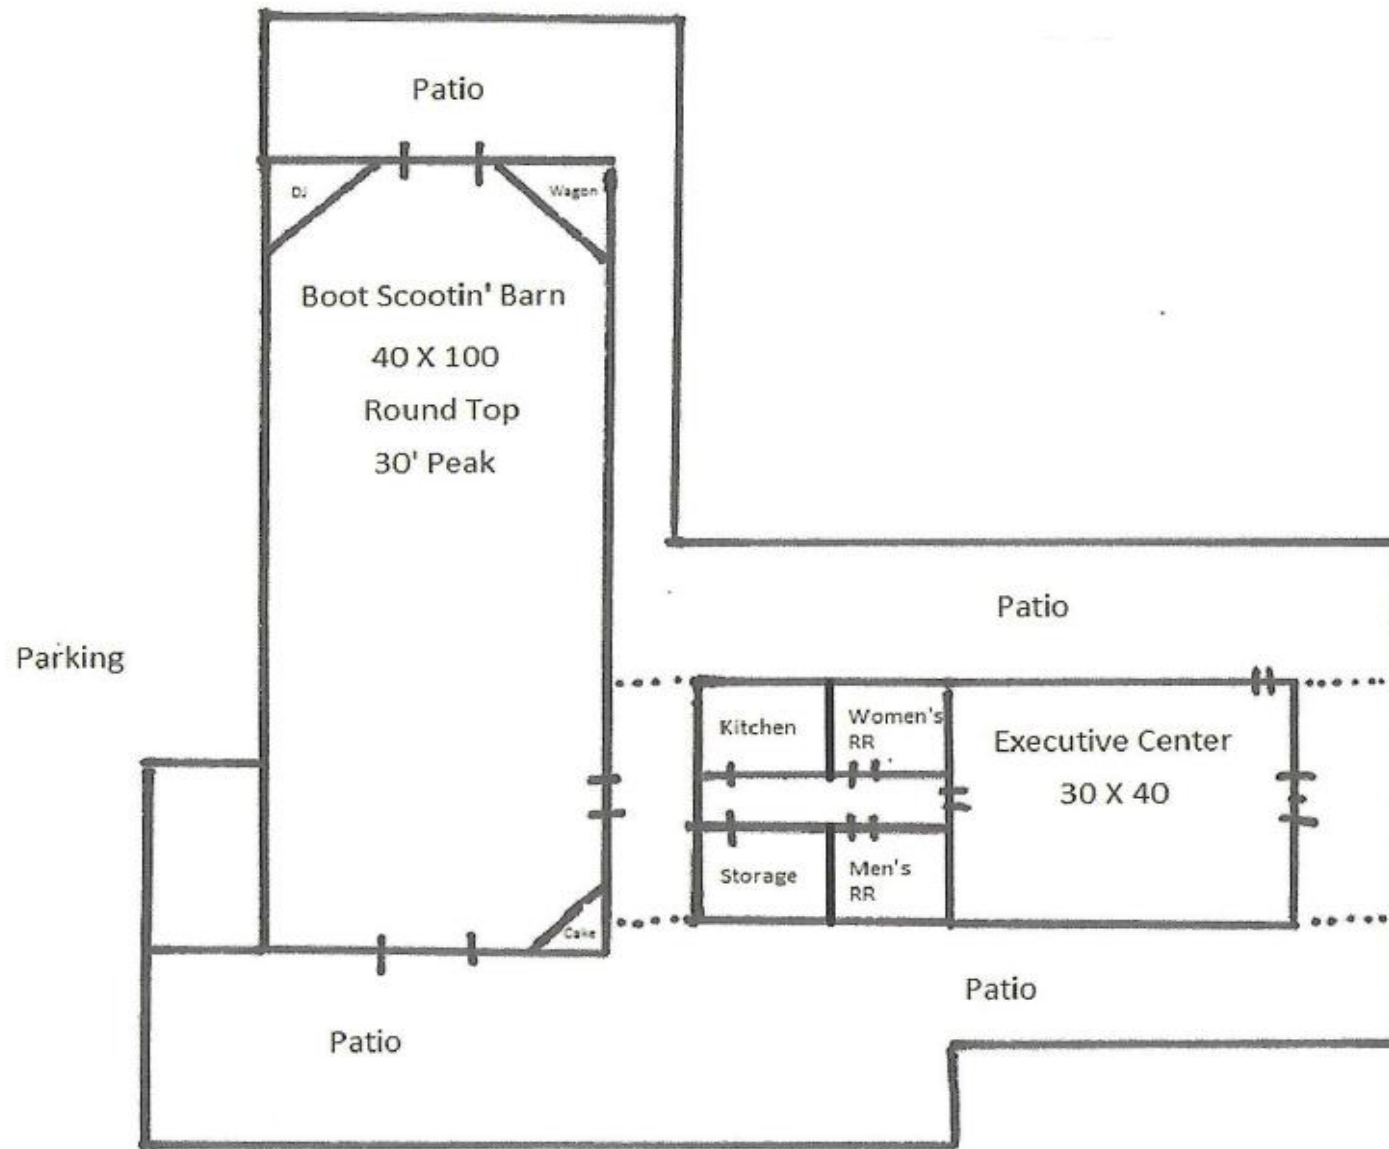 Patio
DJ
Wagon
Boot Scootin' Barn
40 X 100
Round Top
30' Peak
Patio
Parking
Kitchen
Women's
RR
Executive Center
30 X 40
Storage
Men's
RR
Cake
Patio
Patio